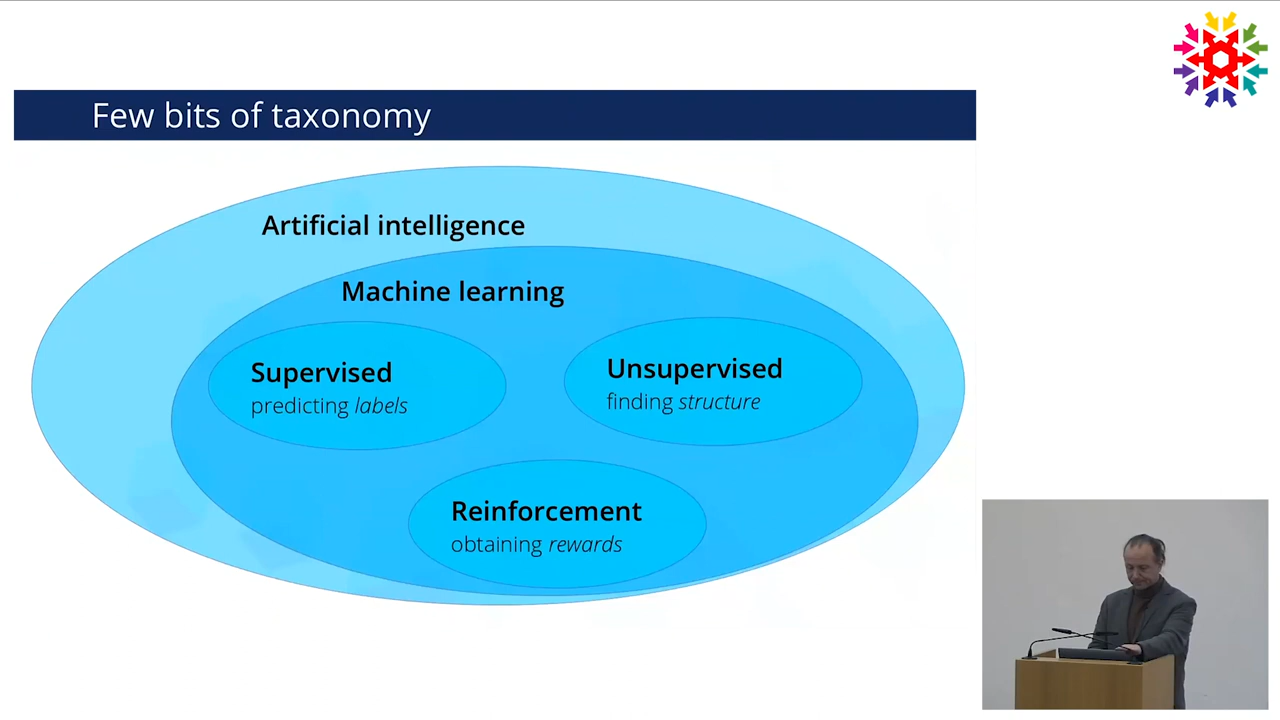 Few bits of taxonomy
Artificial intelligence
Machine learning
Supervised
predicting labels
Unsupervised
finding structure
Reinforcement
obtaining rewards